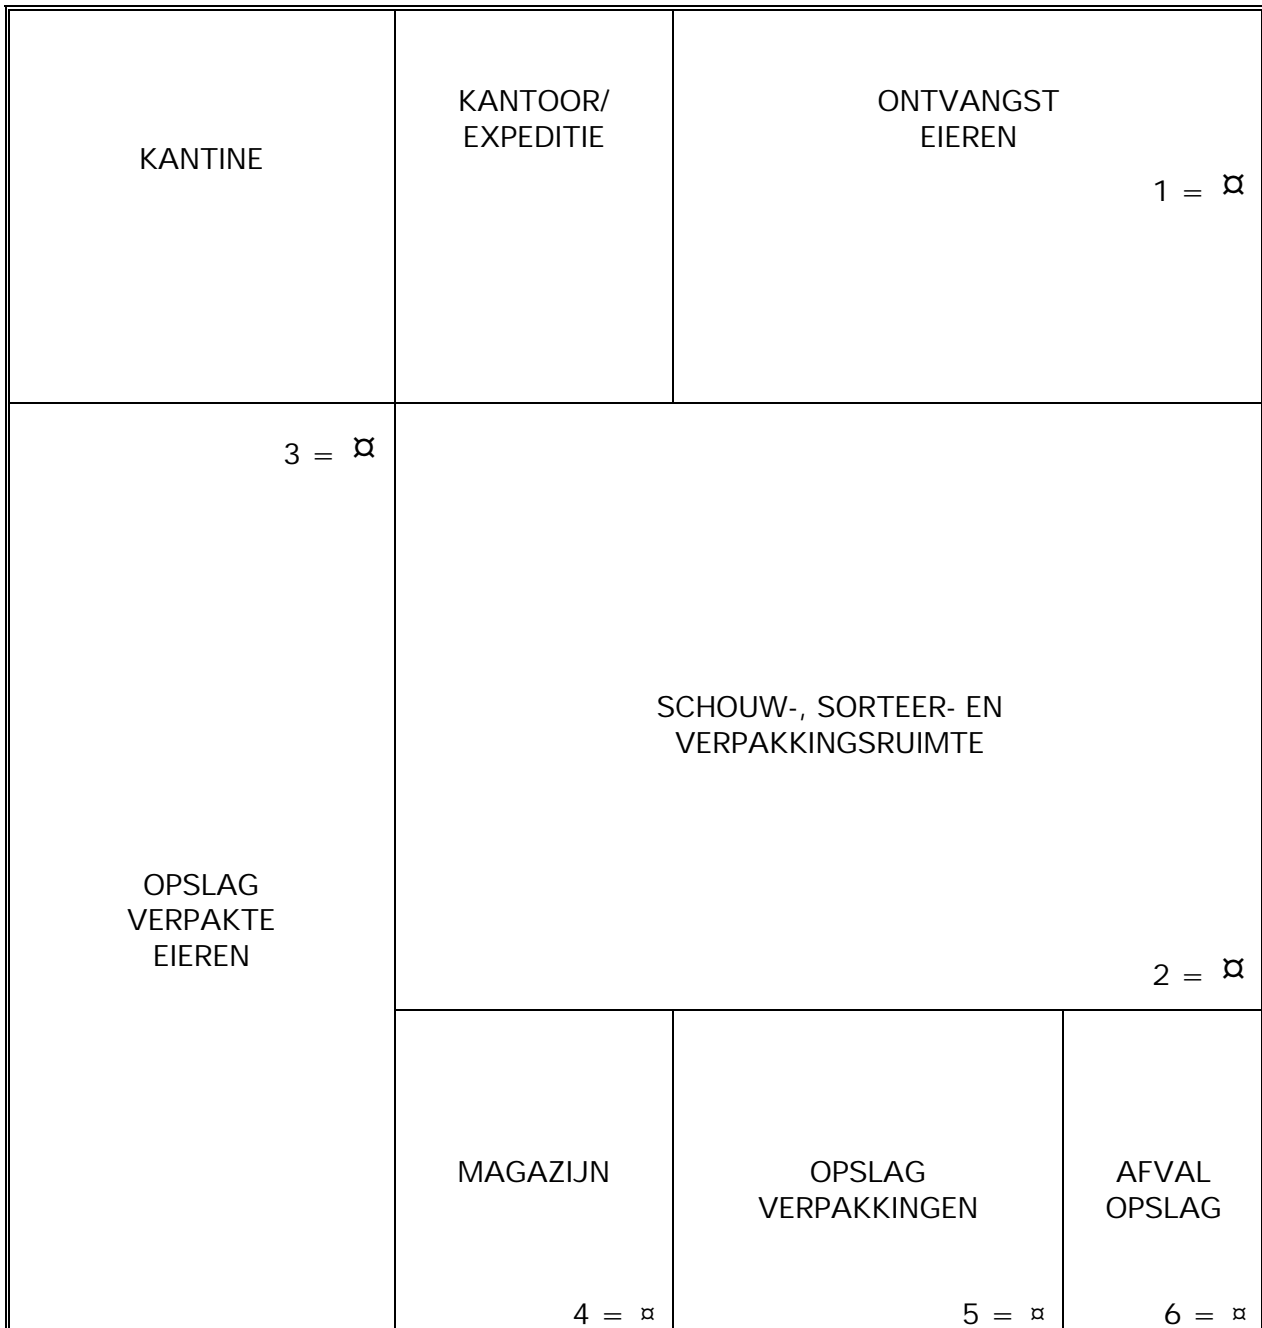 KANTINE
KANTOOR/
EXPEDITIE
ONTVANGST
EIEREN
1 = ¤
3 = ¤
OPSLAG
VERPAKTE
EIEREN
SCHOUW-, SORTEER- EN
VERPAKKINGSRUIMTE
2 = ¤
MAGAZIJN
4 = ¤
OPSLAG
VERPAKKINGEN
5 = ¤
AFVAL
OPSLAG
6 = ¤